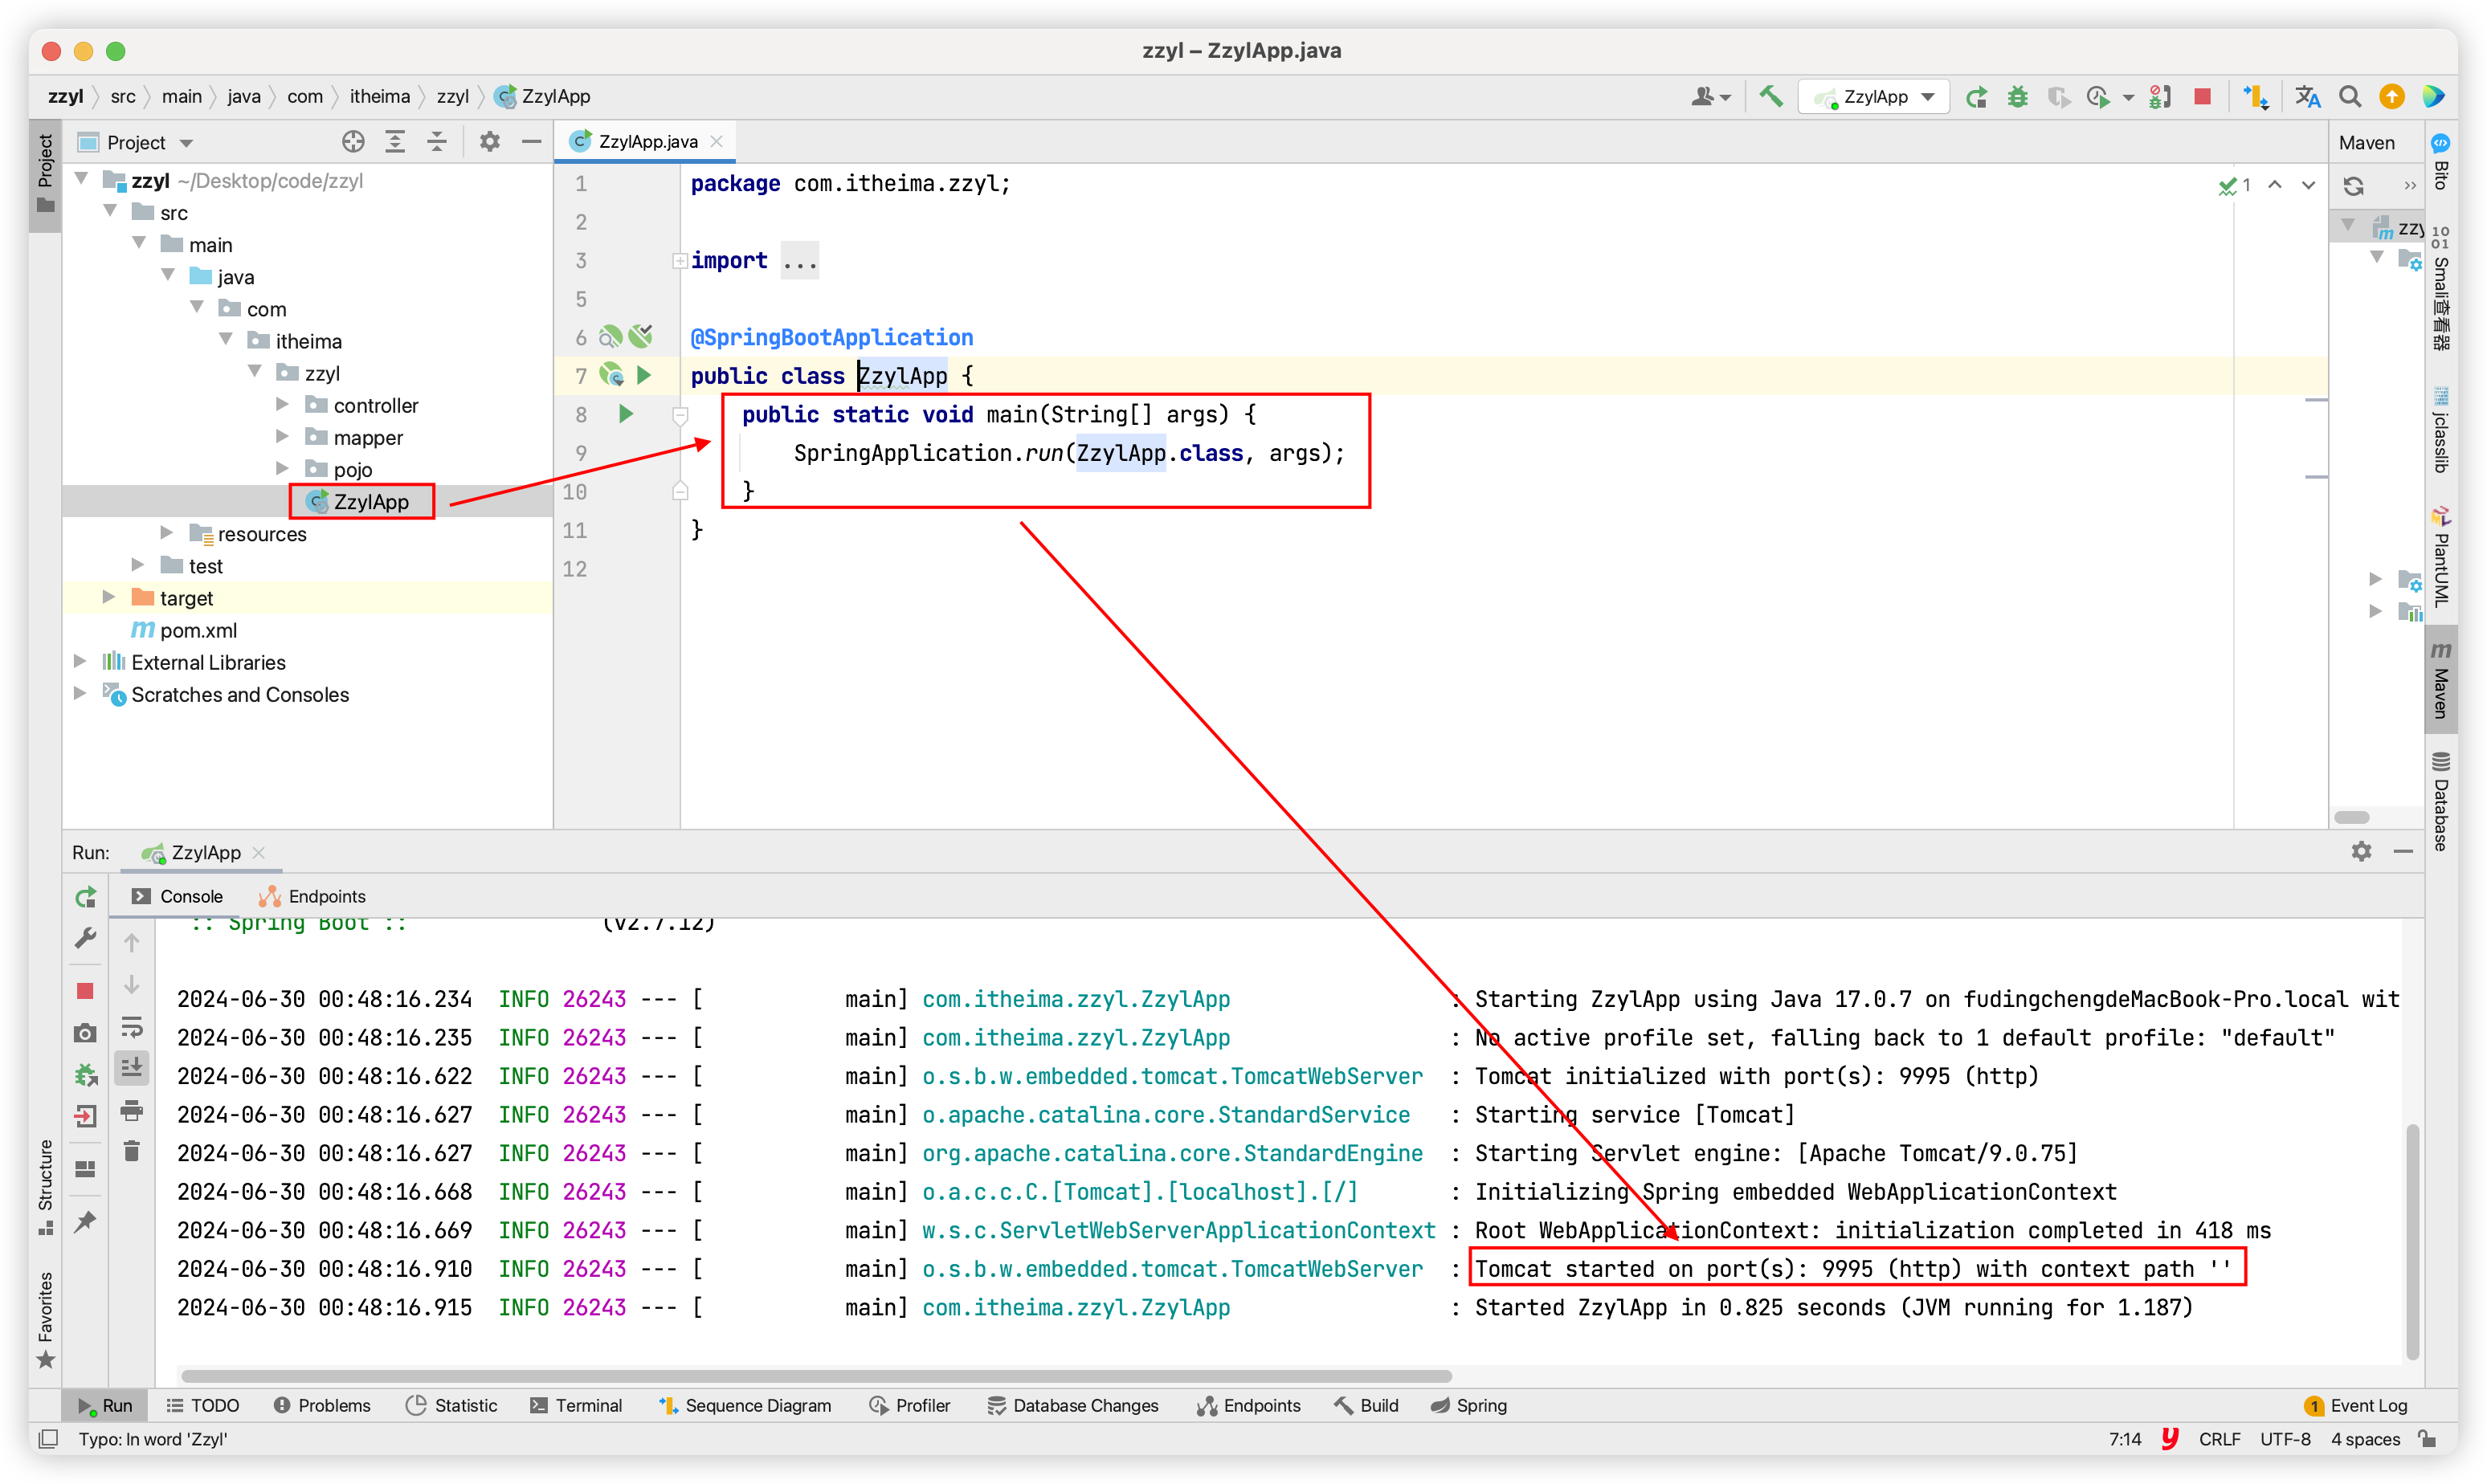 zzyl – ZzylApp.java
zzyl
src
main
java
com
itheima
zzyl
ZzylApp
ZzylApp
Project
Project
ZzylApp.java
Maven
zzyl ~/Desktop/code/zzyl
src
main
java
com
itheima
zzyl
controller
mapper
pojo
ZzylApp
resources
test
target
pom.xml
External Libraries
Scratches and Consoles
1 package com.itheima.zzyl;
2
3 import ...
5
6 @SpringBootApplication
7 public class ZzylApp {
8 public static void main(String[] args) {
9 SpringApplication.run(ZzylApp.class, args);
10 }
11 }
12
1
zzy
Bito
Smali查看器
jclasslib
PlantUML
Maven
Database
Run: ZzylApp
Console Endpoints
:: Spring Boot :: (v2.7.12)
2024-06-30 00:48:16.234 INFO 26243 --- [ main] com.itheima.zzyl.ZzylApp : Starting ZzylApp using Java 17.0.7 on fudingchengdeMacBook-Pro.local wit
2024-06-30 00:48:16.235 INFO 26243 --- [ main] com.itheima.zzyl.ZzylApp : No active profile set, falling back to 1 default profile: "default"
2024-06-30 00:48:16.622 INFO 26243 --- [ main] o.s.b.w.embedded.tomcat.TomcatWebServer : Tomcat initialized with port(s): 9995 (http)
2024-06-30 00:48:16.627 INFO 26243 --- [ main] o.apache.catalina.core.StandardService : Starting service [Tomcat]
2024-06-30 00:48:16.627 INFO 26243 --- [ main] org.apache.catalina.core.StandardEngine : Starting Servlet engine: [Apache Tomcat/9.0.75]
2024-06-30 00:48:16.668 INFO 26243 --- [ main] o.a.c.c.C.[Tomcat].[localhost].[/] : Initializing Spring embedded WebApplicationContext
2024-06-30 00:48:16.669 INFO 26243 --- [ main] w.s.c.ServletWebServerApplicationContext : Root WebApplicationContext: initialization completed in 418 ms
2024-06-30 00:48:16.910 INFO 26243 --- [ main] o.s.b.w.embedded.tomcat.TomcatWebServer : Tomcat started on port(s): 9995 (http) with context path ''
2024-06-30 00:48:16.915 INFO 26243 --- [ main] com.itheima.zzyl.ZzylApp : Started ZzylApp in 0.825 seconds (JVM running for 1.187)
Structure
Favorites
Run TODO Problems Statistic Terminal Sequence Diagram Profiler Database Changes Endpoints Build Spring 1 Event Log
Typo: In word 'Zzyl' 7:14 CRLF UTF-8 4 spaces